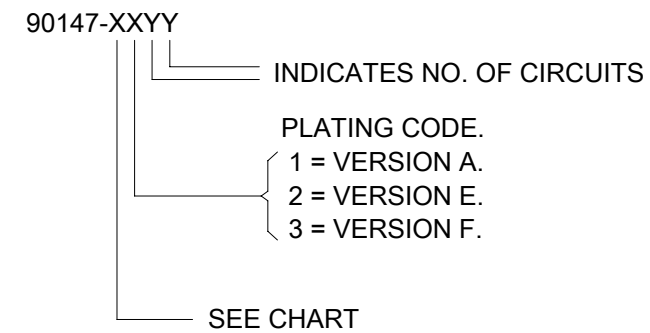 90147-XXYY
INDICATES NO. OF CIRCUITS
PLATING CODE.
1 = VERSION A.
2 = VERSION E.
3 = VERSION F.
SEE CHART